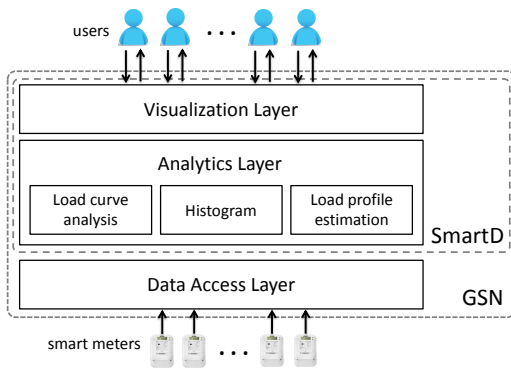 users
...
Visualization Layer
Analytics Layer
Load curve
analysis
Histogram
Load profile
estimation
SmartD
Data Access Layer
GSN
smart meters
...